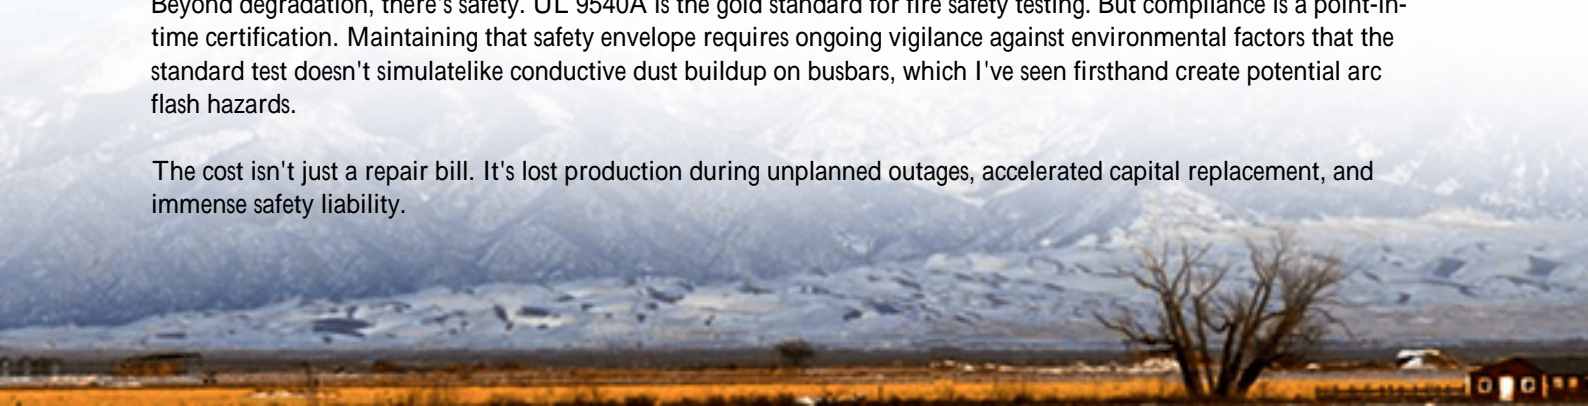 Beyond degradation, there's safety. UL 9540A is the gold standard for fire safety testing. But compliance is a point-in-
time certification. Maintaining that safety envelope requires ongoing vigilance against environmental factors that the
standard test doesn't simulatelike conductive dust buildup on busbars, which I've seen firsthand create potential arc
flash hazards.
The cost isn't just a repair bill. It's lost production during unplanned outages, accelerated capital replacement, and
immense safety liability.